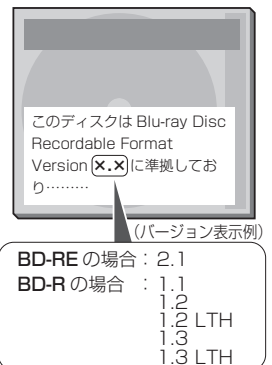 このディスクは Blu-ray Disc
Recordable Format
Version ×.× に準拠してお
り………
(バージョン表示例)
BD-RE の場合：2.1
BD-R の場合 ：1.1
1.2
1.2 LTH
1.3
1.3 LTH